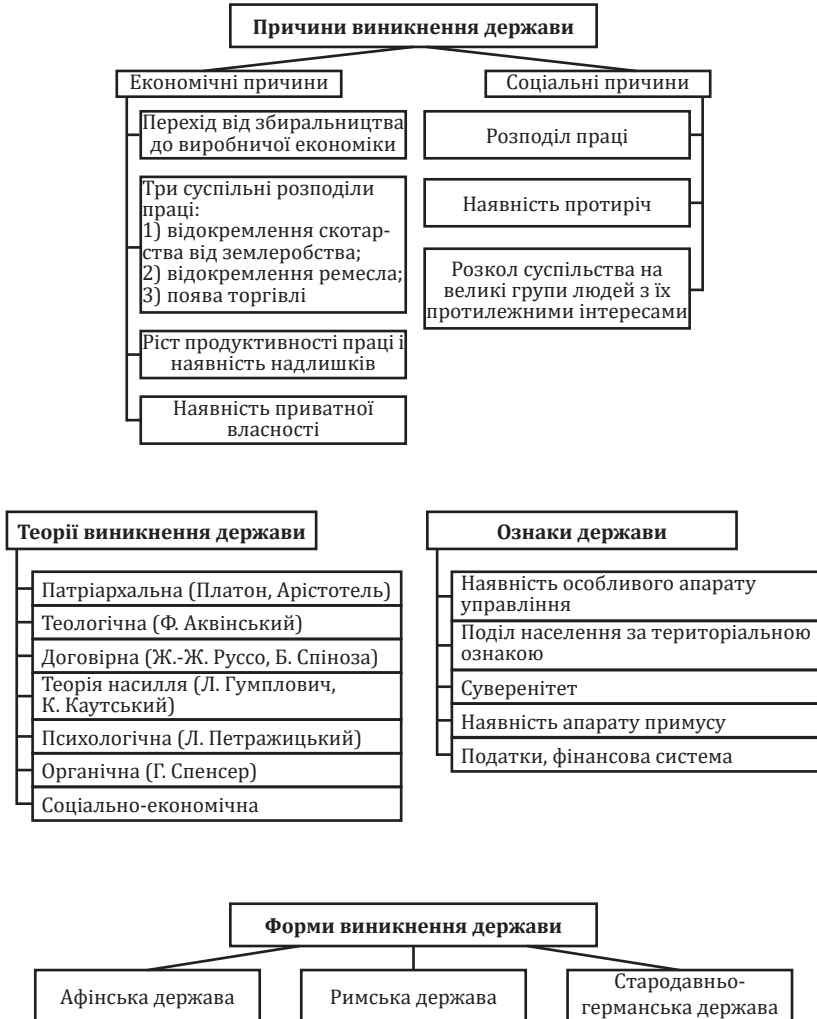 Причини виникнення держави
Економічні причини
Перехід від збиральництва
до виробничої економіки
Три суспільні розподіли
праці:
1) відокремлення скотар-
ства від землеробства;
2) відокремлення ремесла;
3) поява торгівлі
Ріст продуктивності праці і
наявність надлишків
Наявність приватної
власності
Соціальні причини
Розподіл праці
Наявність протиріч
Розкол суспільства на
великі групи людей з їх
протилежними інтересами
Теорії виникнення держави
Патріархальна (Платон, Арістотель)
Теологічна (Ф. Аквінський)
Договірна (Ж.-Ж. Руссо, Б. Спіноза)
Теорія насилля (Л. Гумплович,
К. Каутський)
Психологічна (Л. Петражицький)
Органічна (Г. Спенсер)
Соціально-економічна
Ознаки держави
Наявність особливого апарату
управління
Поділ населення за територіальною
ознакою
Суверенітет
Наявність апарату примусу
Податки, фінансова система
Форми виникнення держави
Афінська держава
Римська держава
Стародавньо-
германська держава